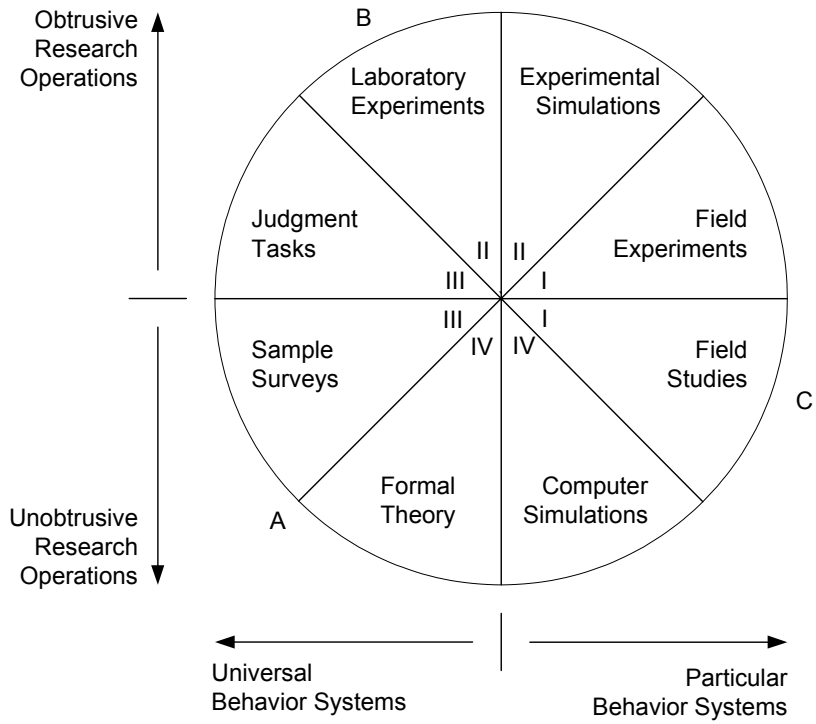 Obtrusive
Research
Operations
B
Laboratory
Experiments
Experimental
Simulations
Judgment
Tasks
Field
Experiments
II
II
III
I
III
I
IV
IV
Sample
Surveys
Field
Studies
C
Formal
Theory
Computer
Simulations
A
Unobtrusive
Research
Operations
Universal
Behavior Systems
Particular
Behavior Systems